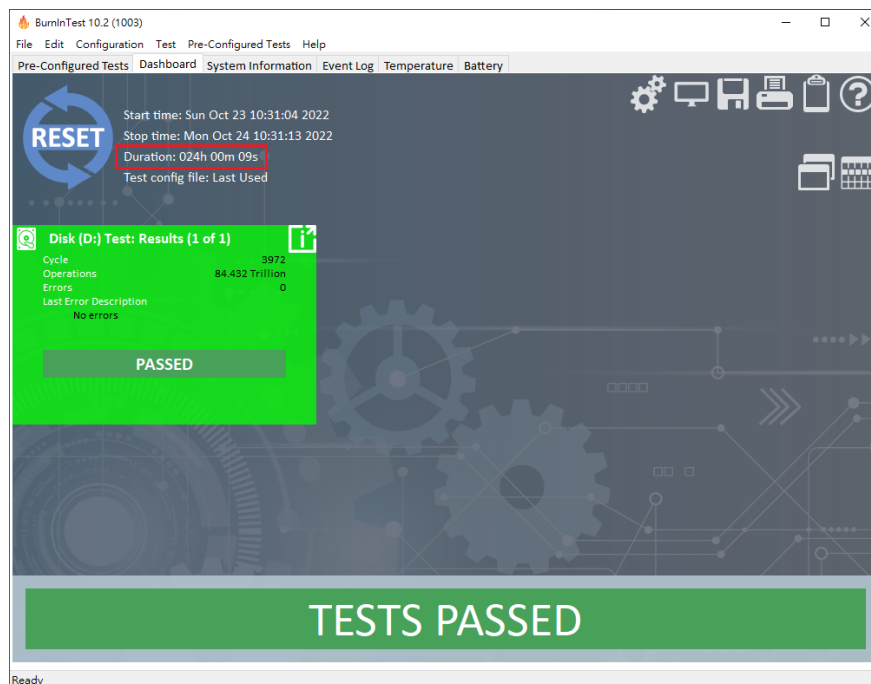 BurnInTest 10.2 (1003)
File Edit Configuration Test Pre-Configured Tests Help
Pre-Configured Tests Dashboard System Information Event Log Temperature Battery
RESET
Start time: Sun Oct 23 10:31:04 2022
Stop time: Mon Oct 24 10:31:13 2022
Duration: 024h 00m 09s
Test config file: Last Used
Disk (D:) Test: Results (1 of 1)
Cycle 3972
Operations 84.432 Trillion
Errors 0
Last Error Description
No errors
PASSED
TESTS PASSED
Ready